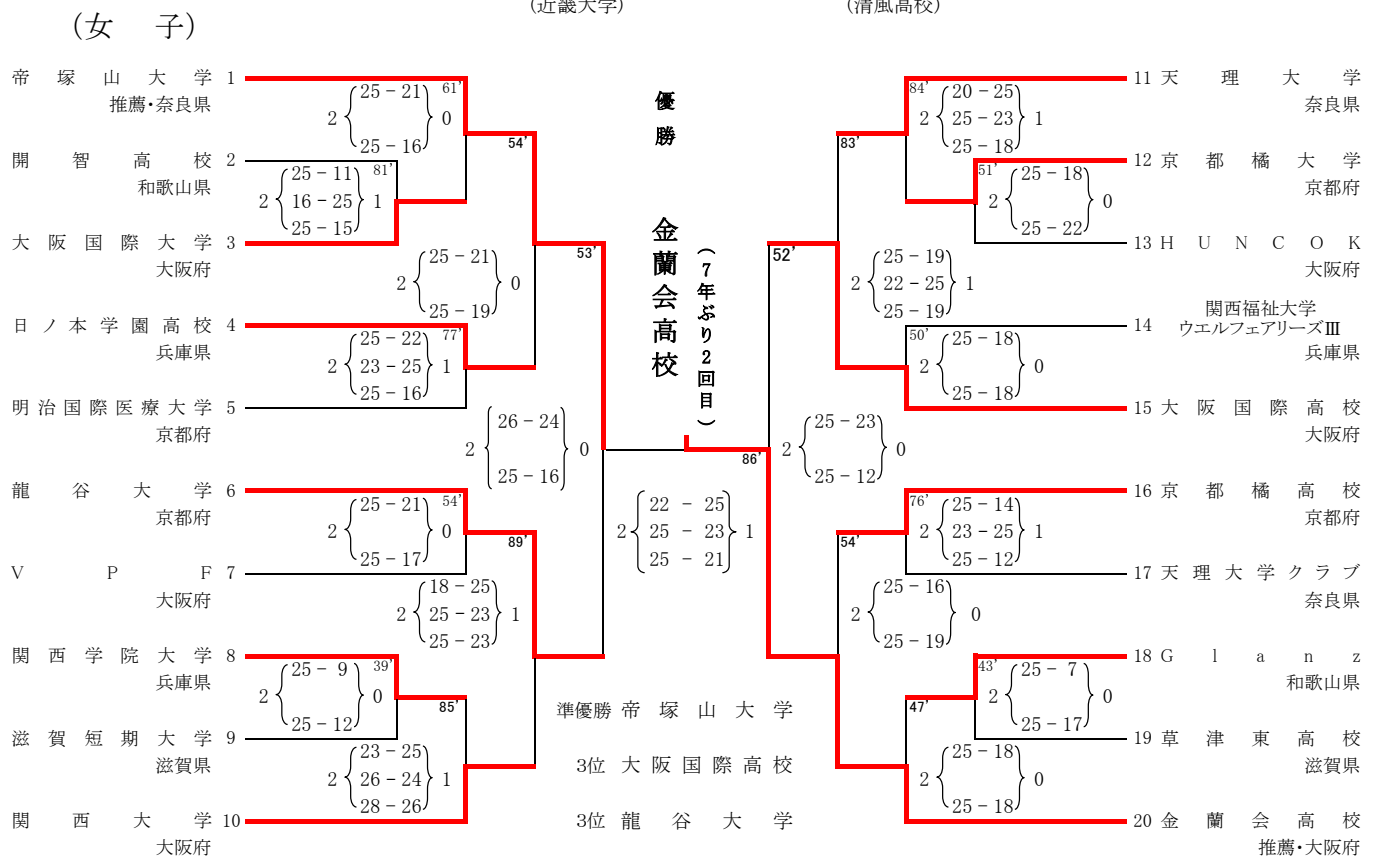 (近畿大学)
(清風高校)
(女 子)
帝塚山大学 1
推薦・奈良県
25 - 21
2 0
25 - 16
61'
開智高校 2
和歌山県
25 - 11
2 16 - 25 1
25 - 15
81'
大阪国際大学 3
大阪府
54'
25 - 21
2 0
25 - 19
53'
日ノ本学園高校 4
兵庫県
25 - 22
2 23 - 25 1
25 - 16
77'
明治国際医療大学 5
京都府
26 - 24
2 0
25 - 16
龍谷大学 6
京都府
25 - 21
2 0
25 - 17
54'
VPF 7
大阪府
89'
18 - 25
2 25 - 23 1
25 - 23
関西学院大学 8
兵庫県
25 - 9
2 0
25 - 12
39'
滋賀短期大学 9
滋賀県
85'
23 - 25
2 26 - 24 1
28 - 26
関西大学 10
大阪府
優勝
金蘭会高校
(7年ぶり2回目)
86'
22 - 25
2 25 - 23 1
25 - 21
準優勝 帝塚山大学
3位 大阪国際高校
3位 龍谷大学
11 天理大学
奈良県
84'
20 - 25
2 25 - 23 1
25 - 18
83'
12 京都橘大学
京都府
51'
25 - 18
2 0
25 - 22
13 HUNCOK
大阪府
52'
25 - 19
2 22 - 25 1
25 - 19
関西福祉大学
14 ウエルフェアリーズⅢ
兵庫県
50'
25 - 18
2 0
25 - 18
15 大阪国際高校
大阪府
25 - 23
2 0
25 - 12
16 京都橘高校
京都府
76'
25 - 14
2 23 - 25 1
25 - 12
54'
17 天理大学クラブ
奈良県
25 - 16
2 0
25 - 19
18 Glanz
和歌山県
43'
25 - 7
2 0
25 - 17
47'
19 草津東高校
滋賀県
25 - 18
2 0
25 - 18
20 金蘭会高校
推薦・大阪府